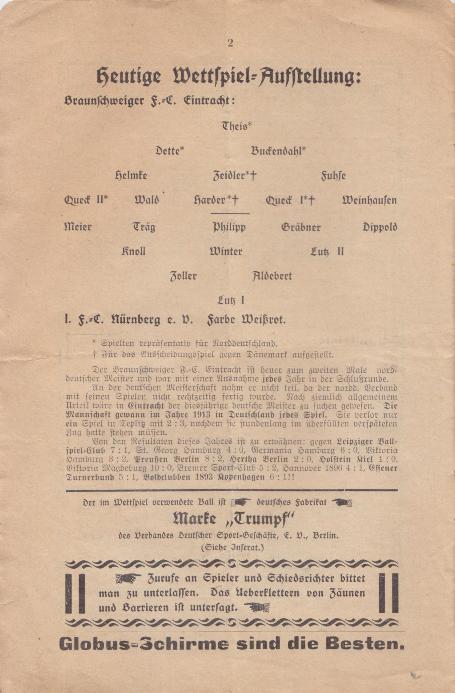 2
Heutige Wettspiel-Aufstellung:
Braunschweiger F.-C. Eintracht:
Theis*
Dette* Buckendahl*
Helmke Zeidler*† Fuhse
Queck II* Wald Harder*† Queck I*† Weinhausen
Meier Träg Philipp Gräbner Dippold
Knoll Winter Lutz II
Zoller Aldebert
Lutz I
I. F.-C. Nürnberg e. V. Farbe Weißrot.
* Spielten repräsentativ für Norddeutschland.
† Für das Ausscheidungsspiel gegen Dänemark aufgestellt.
Der Braunschweiger F.-C. Eintracht ist heuer zum zweiten Male nord-
deutscher Meister und war mit einer Ausnahme jedes Jahr in der Schlußrunde.
An der deutschen Meisterschaft nahm er nicht teil, da der nordd. Verband
mit seinen Spielen nicht rechtzeitig fertig wurde. Nach ziemlich allgemeinem
Urteil wäre in Eintracht der diesjährige deutsche Meister zu suchen gewesen. Die
Mannschaft gewann im Jahre 1913 in Deutschland jedes Spiel. Sie verlor nur
ein Spiel in Teplitz mit 2:3, nachdem sie stundenlang im überfüllten verspäteten
Zug hatte stehen müssen.
Von den Resultaten dieses Jahres ist zu erwähnen: gegen Leipziger Ball-
spiel-Club 7:1, St. Georg Hamburg 4:0, Germania Hamburg 6:0, Viktoria
Hamburg 8:2, Preußen Berlin 8:2, Hertha Berlin 2:0, Holstein Kiel 1:0,
Viktoria Magdeburg 10:0, Bremer Sport-Club 5:2, Hannover 1896 4:1, Essener
Turnerbund 5:1, Boldklubben 1893 Kopenhagen 6:1!!
Der im Wettspiel verwendete Ball ist deutsches Fabrikat
Marke „Trumpf“
des Verbandes Deutscher Sport-Geschäfte, E. V., Berlin.
(Siehe Inserat.)
Zurufe an Spieler und Schiedsrichter bittet
man zu unterlassen. Das Ueberklettern von Zäunen
und Barrieren ist untersagt.
Globus-Schirme sind die Besten.